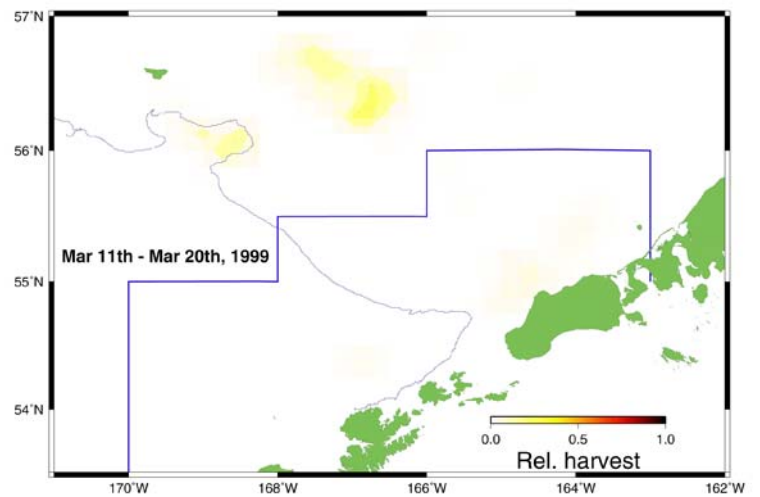 57˚N
56˚N
Mar 11th - Mar 20th, 1999
55˚N
54˚N
0.0 0.5 1.0
Rel. harvest
170˚W 168˚W 166˚W 164˚W 162˚W